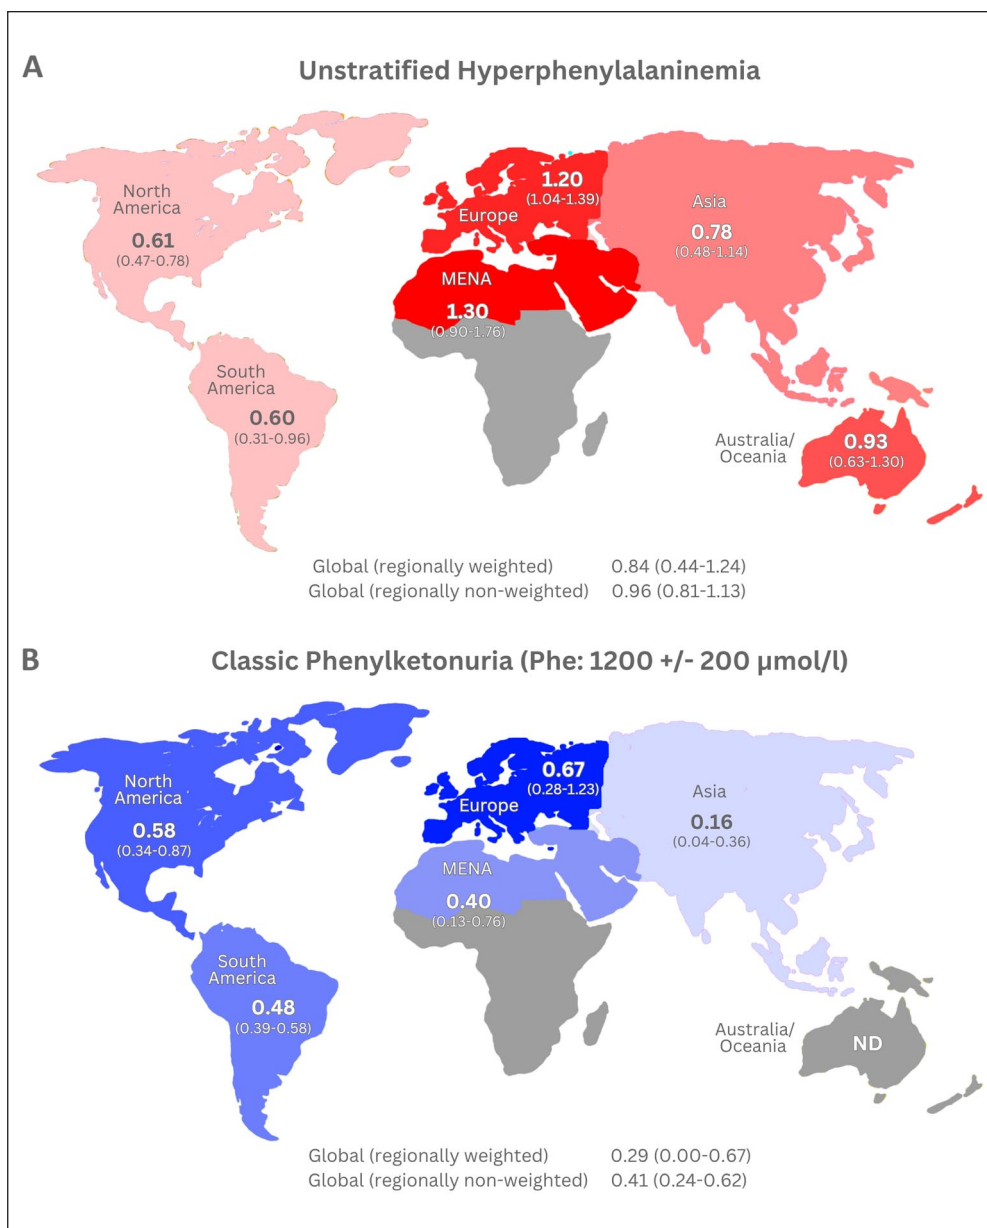 A
Unstratified Hyperphenylalaninemia
North
America
0.61
(0.47-0.78)
1.20
(1.04-1.39)
Europe
Asia
0.78
(0.48-1.14)
MENA
1.30
(0.90-1.76)
South
America
0.60
(0.31-0.96)
Australia/
Oceania
0.93
(0.63-1.30)
Global (regionally weighted) 0.84 (0.44-1.24)
Global (regionally non-weighted) 0.96 (0.81-1.13)
B
Classic Phenylketonuria (Phe: 1200 +/- 200 µmol/l)
North
America
0.58
(0.34-0.87)
0.67
(0.28-1.23)
Europe
Asia
0.16
(0.04-0.36)
MENA
0.40
(0.13-0.76)
South
America
0.48
(0.39-0.58)
Australia/
Oceania
ND
Global (regionally weighted) 0.29 (0.00-0.67)
Global (regionally non-weighted) 0.41 (0.24-0.62)